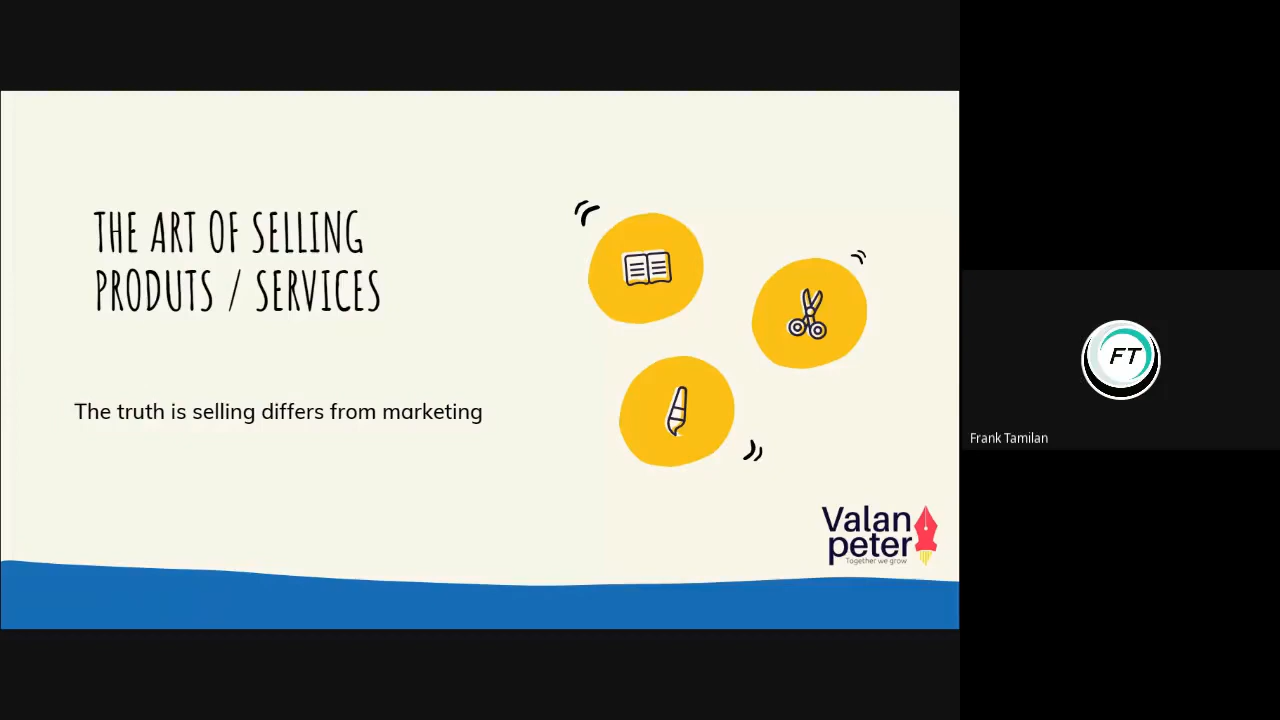 THE ART OF SELLING
PRODUTS / SERVICES
The truth is selling differs from marketing
Valan
peter
Together we grow
FT
Frank Tamilan